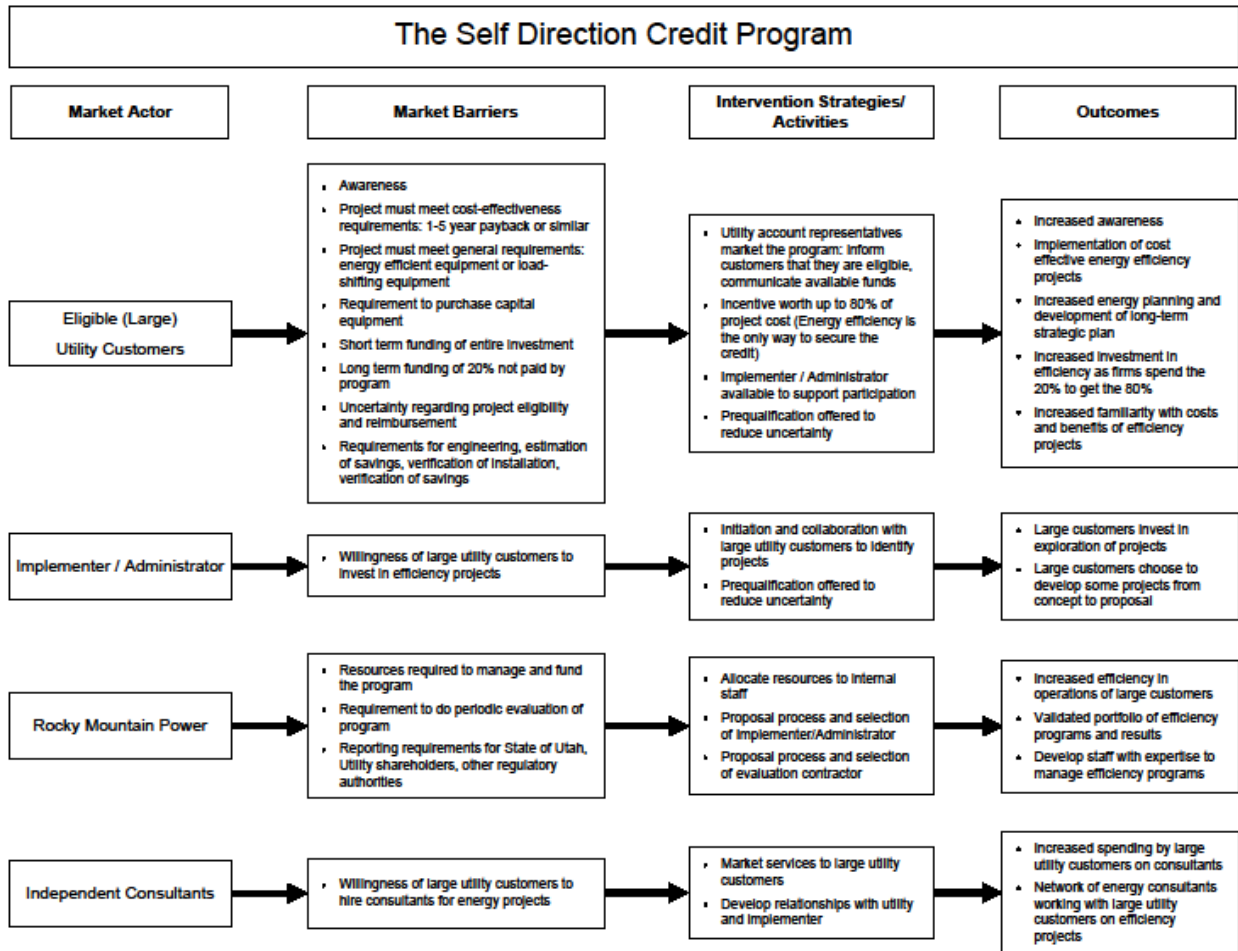 The Self Direction Credit Program
Market Actor
Market Barriers
Intervention Strategies/
Activities
Outcomes
Eligible (Large)
Utility Customers
Awareness
Project must meet cost-effectiveness
requirements: 1-5 year payback or similar
Project must meet general requirements:
energy efficient equipment or load-
shifting equipment
Requirement to purchase capital
equipment
Short term funding of entire investment
Long term funding of 20% not paid by
program
Uncertainty regarding project eligibility
and reimbursement
Requirements for engineering, estimation
of savings, verification of installation,
verification of savings
Utility account representatives
market the program: inform
customers that they are eligible,
communicate available funds
Incentive worth up to 80% of
project cost (Energy efficiency is
the only way to secure the
credit)
Implementer / Administrator
available to support participation
Prequalification offered to
reduce uncertainty
Increased awareness
Implementation of cost
effective energy efficiency
projects
Increased energy planning and
development of long-term
strategic plan
Increased investment in
efficiency as firms spend the
20% to get the 80%
Increased familiarity with costs
and benefits of efficiency
projects
Implementer / Administrator
Willingness of large utility customers to
invest in efficiency projects
Initiation and collaboration with
large utility customers to identify
projects
Prequalification offered to
reduce uncertainty
Large customers invest in
exploration of projects
Large customers choose to
develop some projects from
concept to proposal
Rocky Mountain Power
Resources required to manage and fund
the program
Requirement to do periodic evaluation of
program
Reporting requirements for State of Utah,
Utility shareholders, other regulatory
authorities
Allocate resources to internal
staff
Proposal process and selection
of Implementer/Administrator
Proposal process and selection
of evaluation contractor
Increased efficiency in
operations of large customers
Validated portfolio of efficiency
programs and results
Develop staff with expertise to
manage efficiency programs
Independent Consultants
Willingness of large utility customers to
hire consultants for energy projects
Market services to large utility
customers
Develop relationships with utility
and implementer
Increased spending by large
utility customers on consultants
Network of energy consultants
working with large utility
customers on efficiency
projects